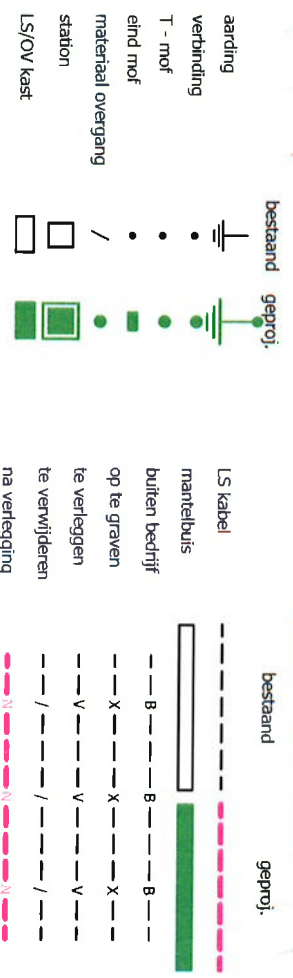 bestaand geproj.
aarding
verbinding
T - mof
eind mof
materiaal overgang
station
LS/OV kast
bestaand geproj.
LS kabel
mantelbuis
buiten bedrijf B B B
op te graven X X X
te verleggen V V V
te verwijderen / / /
na verlegging N N N